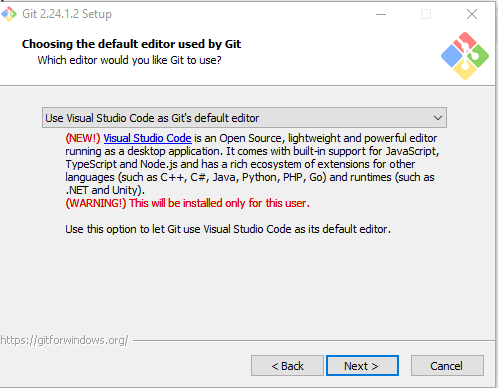 Git 2.24.1.2 Setup
Choosing the default editor used by Git
Which editor would you like Git to use?
Use Visual Studio Code as Git's default editor
(NEW!) Visual Studio Code is an Open Source, lightweight and powerful editor
running as a desktop application. It comes with built-in support for JavaScript,
TypeScript and Node.js and has a rich ecosystem of extensions for other
languages (such as C++, C#, Java, Python, PHP, Go) and runtimes (such as
.NET and Unity).
(WARNING!) This will be installed only for this user.
Use this option to let Git use Visual Studio Code as its default editor.
https://gitforwindows.org/
< Back
Next >
Cancel